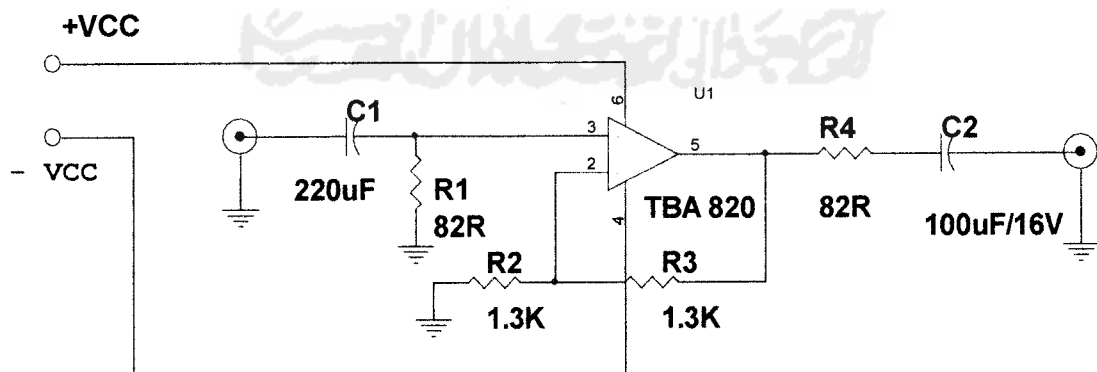 +VCC
- VCC
C1
220uF
R1
82R
3
2
6
4
5
U1
TBA 820
R2
1.3K
R3
1.3K
R4
82R
C2
100uF/16V